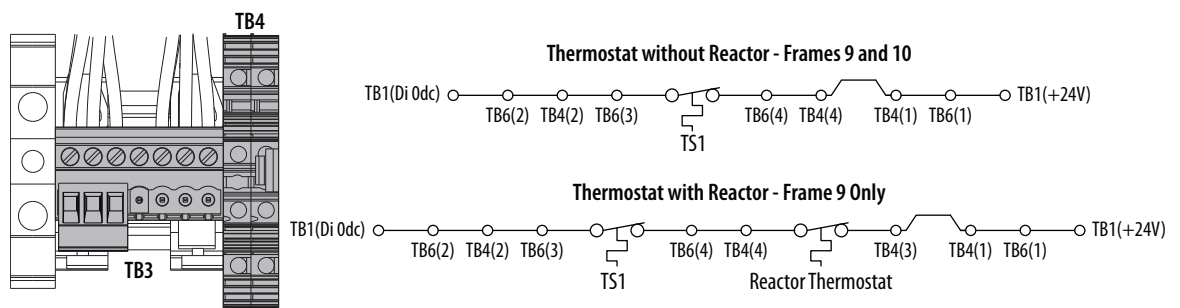 TB4
TB3
Thermostat without Reactor - Frames 9 and 10
TB1(Di 0dc) TB6(2) TB4(2) TB6(3) TB6(4) TB4(4) TB4(1) TB6(1) TB1(+24V)
TS1
Thermostat with Reactor - Frame 9 Only
TB1(Di 0dc) TB6(2) TB4(2) TB6(3) TB6(4) TB4(4) TB4(3) TB4(1) TB6(1) TB1(+24V)
TS1 Reactor Thermostat